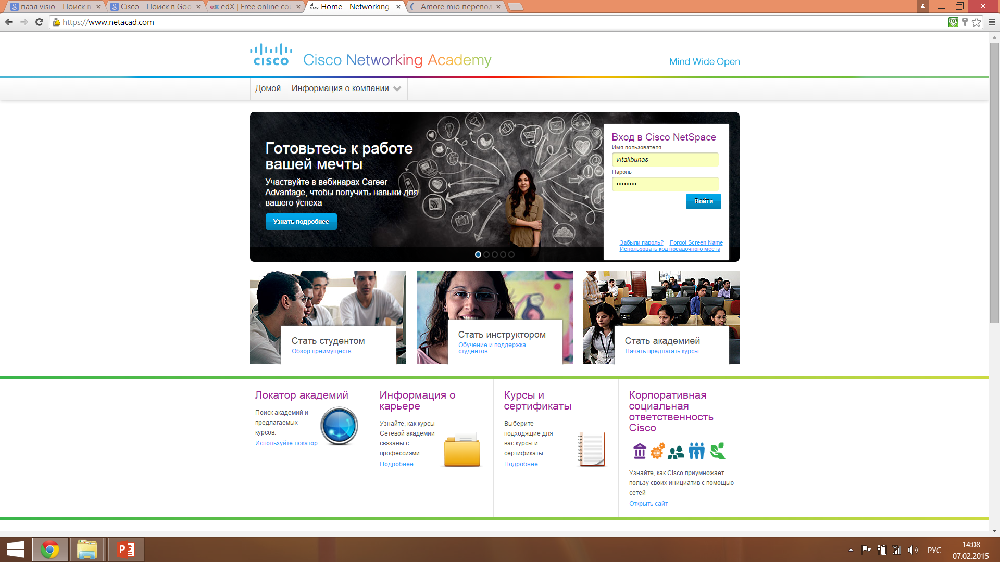 пазл visio - Поиск в
Cisco - Поиск в Goo
edX | Free online cou
Home - Networking
Amore mio перевод
https://www.netacad.com
cisco
Cisco Networking Academy
Mind Wide Open
Домой
Информация о компании
Готовьтесь к работе
вашей мечты
Участвуйте в вебинарах Career
Advantage, чтобы получить навыки для
вашего успеха
Узнать подробнее
Вход в Cisco NetSpace
Имя пользователя
vitalibunas
Пароль
••••••••
Войти
Забыли пароль? Forgot Screen Name
Использовать код посадочного места
Стать студентом
Обзор преимуществ
Стать инструктором
Обучение и поддержка
студентов
Стать академией
Начать предлагать курсы
Локатор академий
Поиск академий и
предлагаемых
курсов.
Используйте локатор
Информация о
карьере
Узнайте, как курсы
Сетевой академии
связаны с
профессиями.
Подробнее
Курсы и
сертификаты
Выберите
подходящие для
вас курсы и
сертификаты.
Подробнее
Корпоративная
социальная
ответственность
Cisco
Узнайте, как Cisco приумножает
пользу своих инициатив с помощью
сетей
Открыть сайт
РУС
14:08
07.02.2015